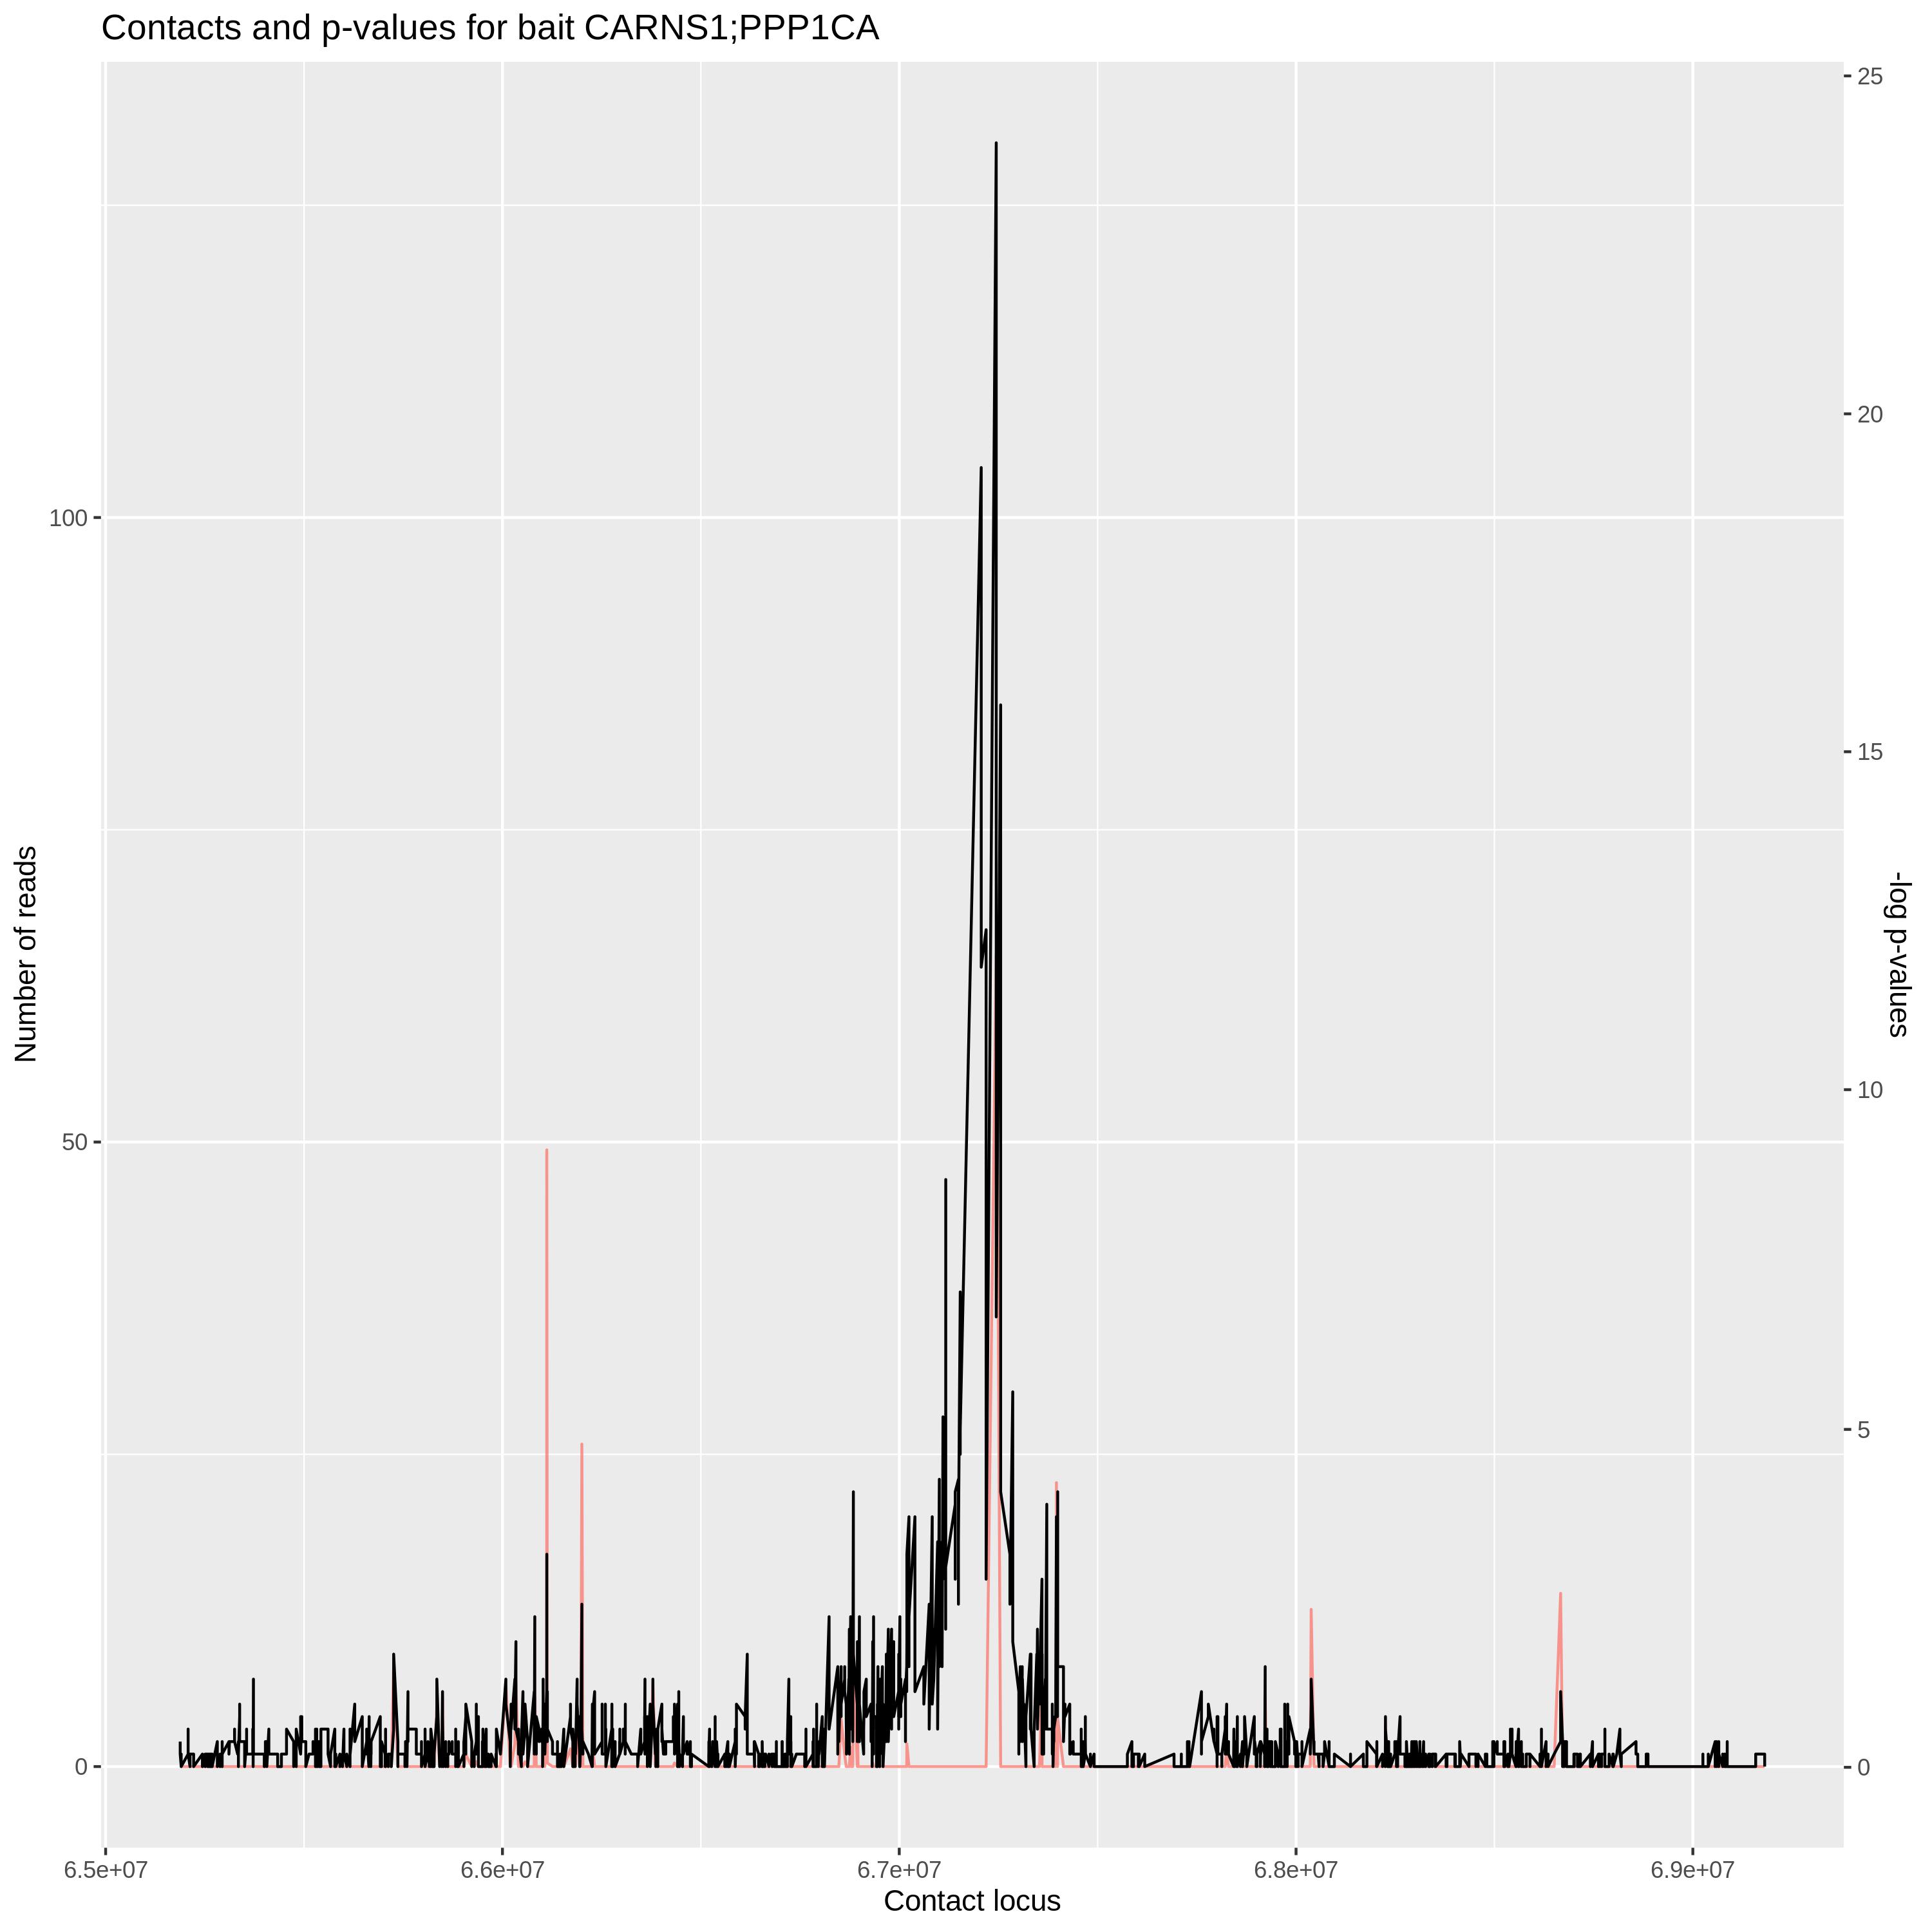 Contacts and p-values for bait CARNS1;PPP1CA
Number of reads
100
50
0
25
20
15
10
5
0
-log p-values
6.5e+07
6.6e+07
6.7e+07
6.8e+07
6.9e+07
Contact locus